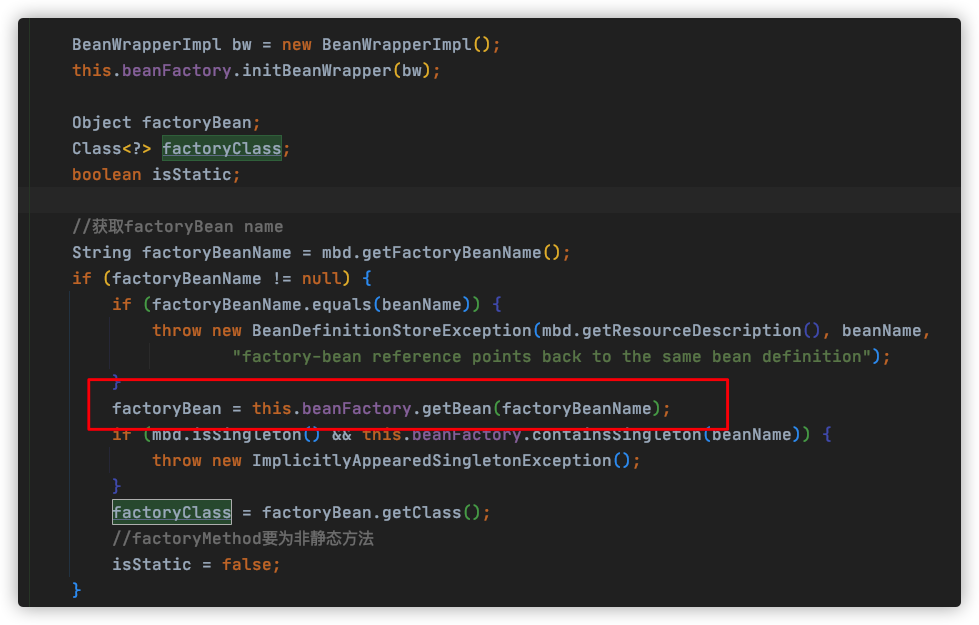 BeanWrapperImpl bw = new BeanWrapperImpl();
this.beanFactory.initBeanWrapper(bw);
Object factoryBean;
Class<?> factoryClass;
boolean isStatic;
//获取factoryBean name
String factoryBeanName = mbd.getFactoryBeanName();
if (factoryBeanName != null) {
if (factoryBeanName.equals(beanName)) {
throw new BeanDefinitionStoreException(mbd.getResourceDescription(), beanName,
"factory-bean reference points back to the same bean definition");
}
factoryBean = this.beanFactory.getBean(factoryBeanName);
if (mbd.isSingleton() && this.beanFactory.containsSingleton(beanName)) {
throw new ImplicitlyAppearedSingletonException();
}
factoryClass = factoryBean.getClass();
//factoryMethod要为非静态方法
isStatic = false;
}